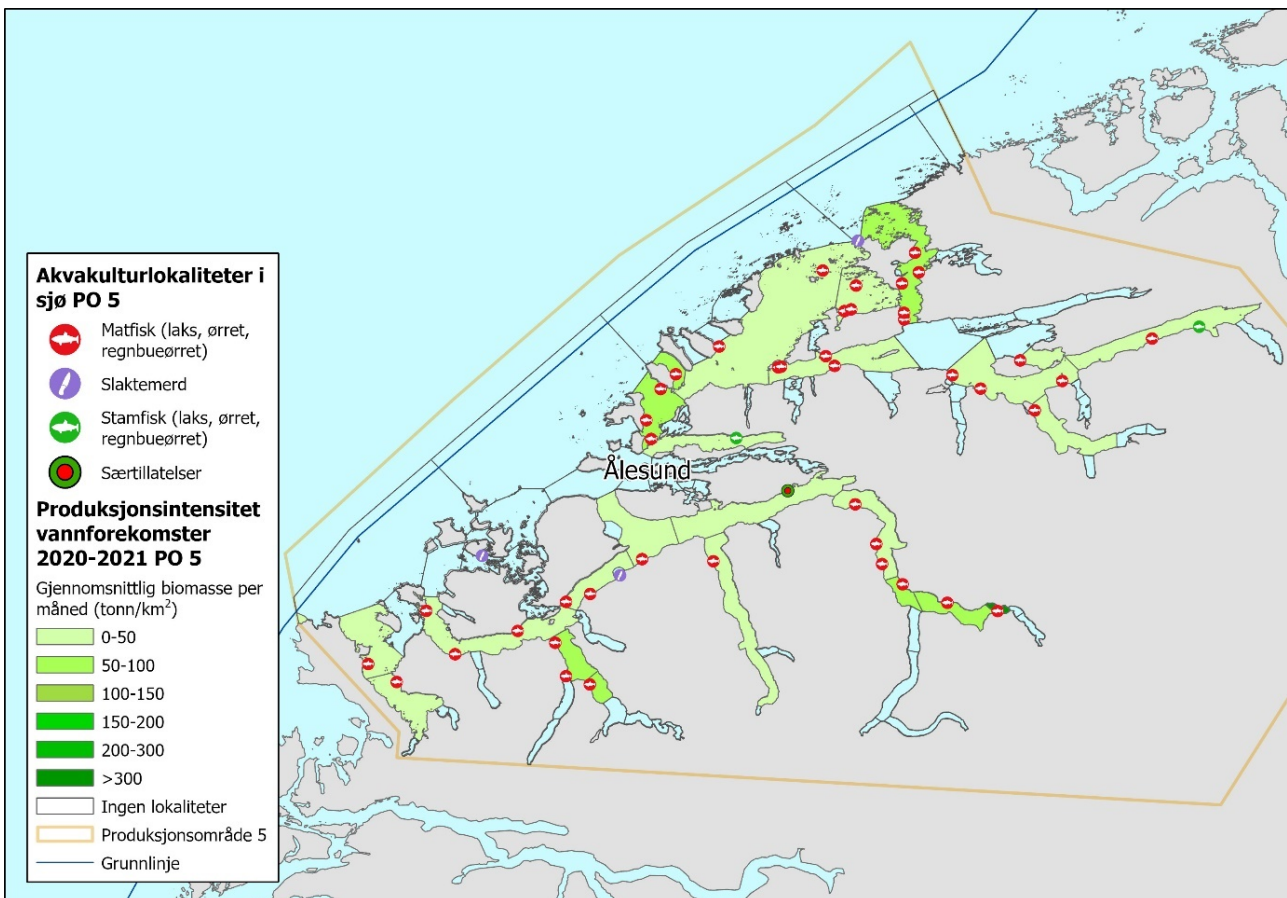 Akvakulturlokaliteter i
sjø PO 5
Matfisk (laks, ørret,
regnbueørret)
Slaktemerd
Stamfisk (laks, ørret,
regnbueørret)
Særtillatelser
Produksjonsintensitet
vannforekomster
2020-2021 PO 5
Gjennomsnittlig biomasse per
måned (tonn/km²)
0-50
50-100
100-150
150-200
200-300
>300
Ingen lokaliteter
Produksjonsområde 5
Grunnlinje
Ålesund